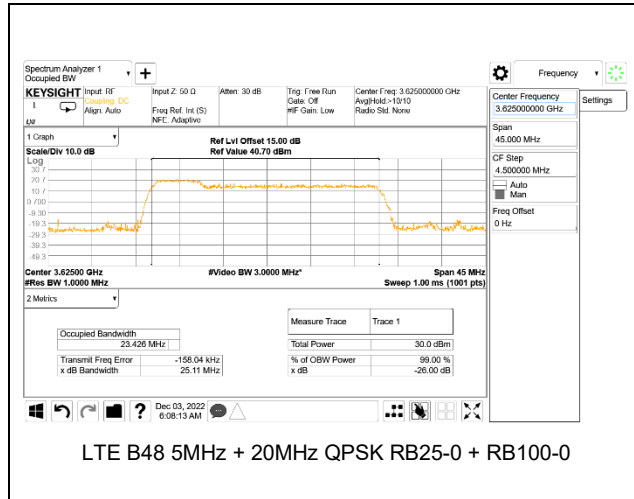 Spectrum Analyzer 1
Occupied BW
+
Frequency
KEYSIGHT
Input: RF
Coupling: DC
Align: Auto
Input Z: 50 Ω
Freq Ref: Int (S)
NFE: Adaptive
Atten: 30 dB
Trig: Free Run
Gate: Off
#IF Gain: Low
Center Freq: 3.625000000 GHz
Avg|Hold:>10/10
Radio Std: None
Center Frequency
3.625000000 GHz
Settings
Span
45.000 MHz
CF Step
4.500000 MHz
Auto
Man
Freq Offset
0 Hz
1 Graph
Ref Lvl Offset 15.00 dB
Scale/Div 10.0 dB
Ref Value 40.70 dBm
Log
30.7
20.7
10.7
0.700
-9.30
-19.3
-29.3
-39.3
-49.3
Center 3.62500 GHz
#Video BW 3.0000 MHz*
Span 45 MHz
#Res BW 1.0000 MHz
Sweep 1.00 ms (1001 pts)
2 Metrics
Measure Trace
Trace 1
Occupied Bandwidth
23.426 MHz
Total Power
30.0 dBm
Transmit Freq Error
-158.04 kHz
% of OBW Power
99.00 %
x dB Bandwidth
25.11 MHz
x dB
-26.00 dB
?
Dec 03, 2022
6:08:13 AM
LTE B48 5MHz + 20MHz QPSK RB25-0 + RB100-0